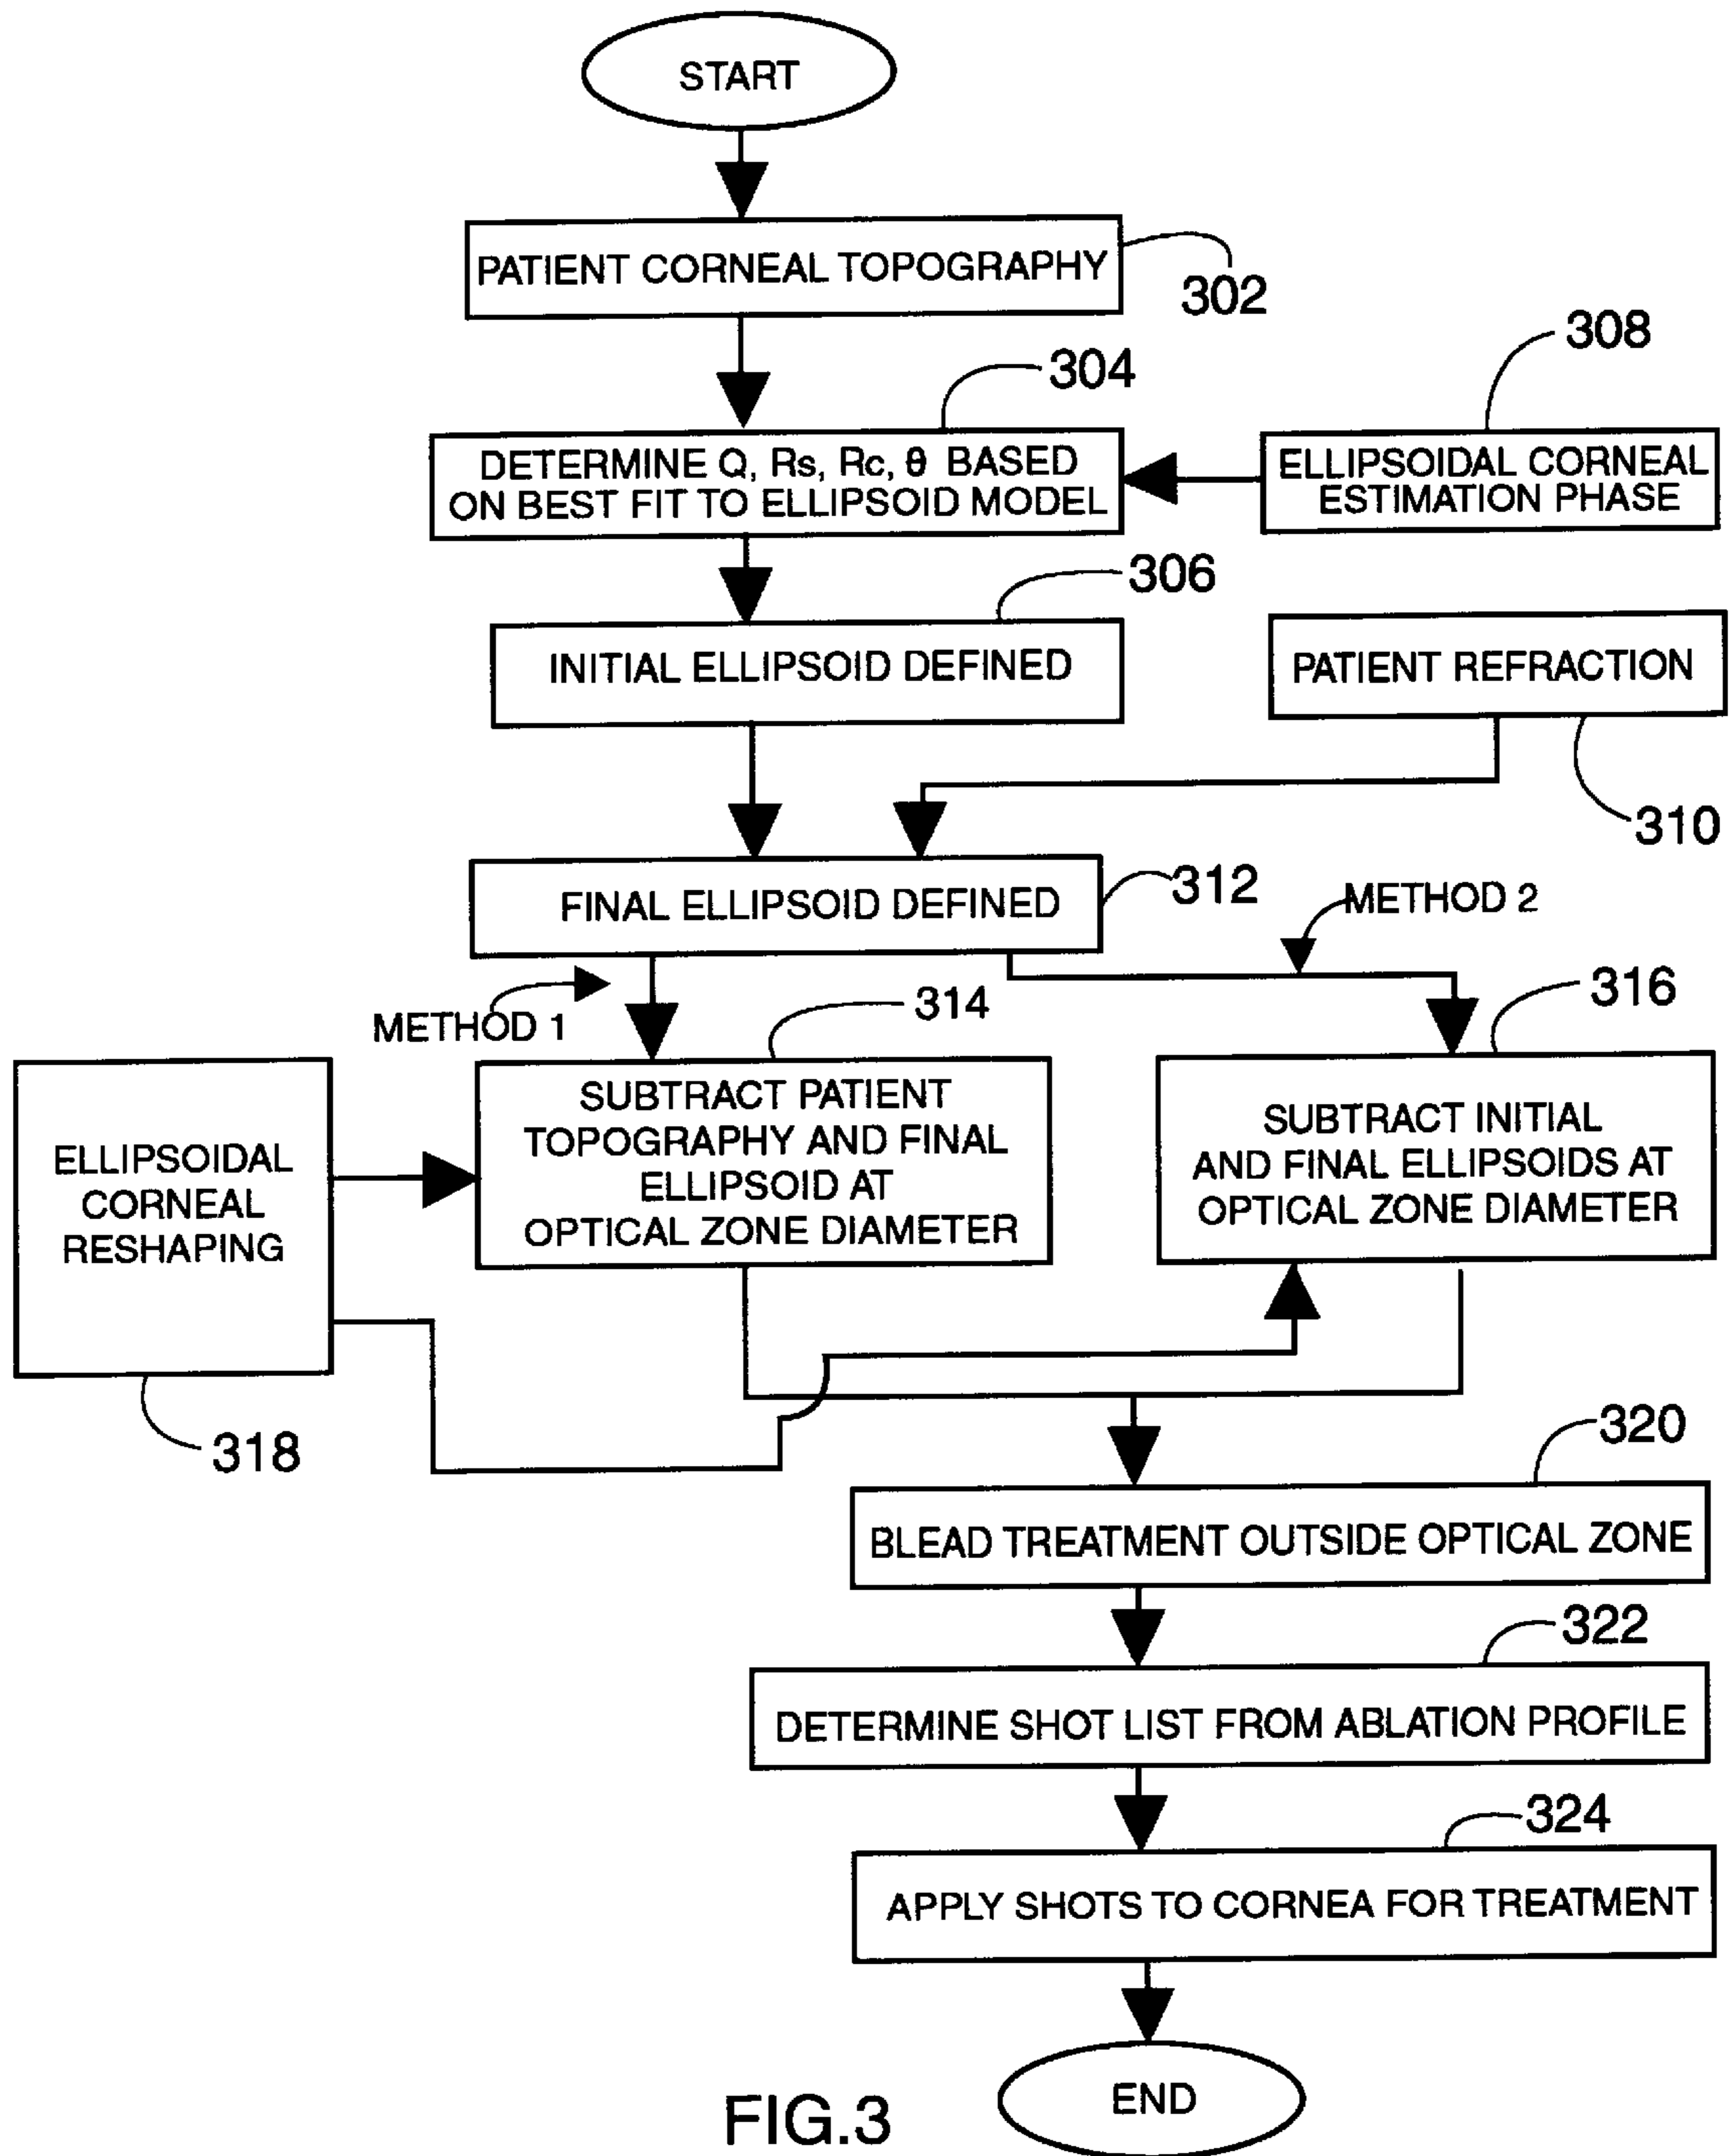 START
PATIENT CORNEAL TOPOGRAPHY
302
308
304
DETERMINE Q, Rs, Rc, θ BASED
ON BEST FIT TO ELLIPSOID MODEL
ELLIPSOIDAL CORNEAL
ESTIMATION PHASE
306
INITIAL ELLIPSOID DEFINED
PATIENT REFRACTION
310
FINAL ELLIPSOID DEFINED
312
METHOD 2
METHOD 1
314
316
ELLIPSOIDAL
CORNEAL
RESHAPING
SUBTRACT PATIENT
TOPOGRAPHY AND FINAL
ELLIPSOID AT
OPTICAL ZONE DIAMETER
SUBTRACT INITIAL
AND FINAL ELLIPSOIDS AT
OPTICAL ZONE DIAMETER
318
320
BLEAD TREATMENT OUTSIDE OPTICAL ZONE
322
DETERMINE SHOT LIST FROM ABLATION PROFILE
324
APPLY SHOTS TO CORNEA FOR TREATMENT
END
FIG.3